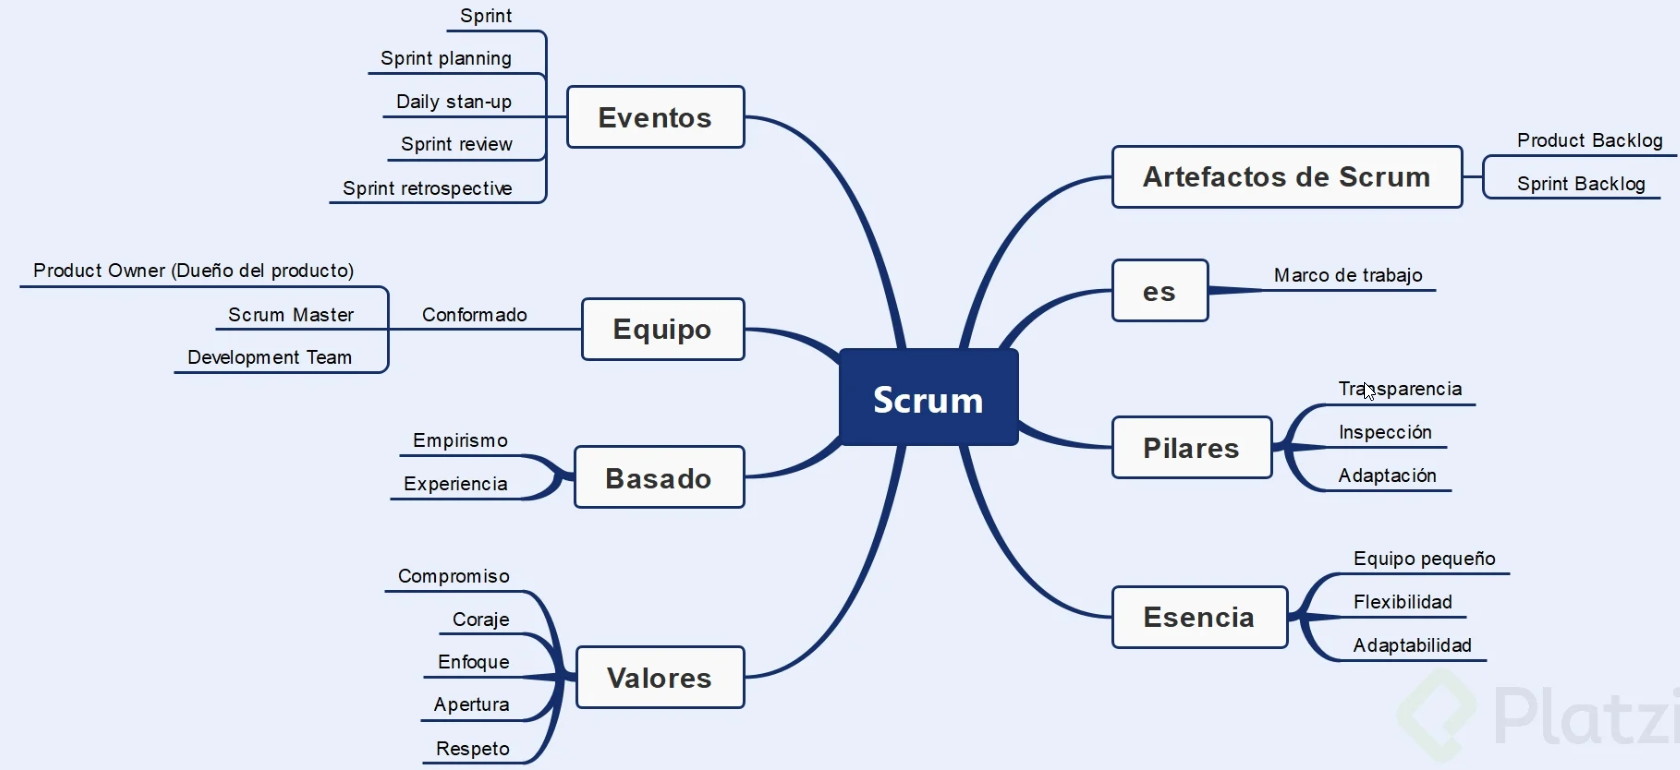 Scrum
Eventos
Sprint
Sprint planning
Daily stan-up
Sprint review
Sprint retrospective
Equipo
Conformado
Product Owner (Dueño del producto)
Scrum Master
Development Team
Basado
Empirismo
Experiencia
Valores
Compromiso
Coraje
Enfoque
Apertura
Respeto
Artefactos de Scrum
Product Backlog
Sprint Backlog
es
Marco de trabajo
Pilares
Transparencia
Inspección
Adaptación
Esencia
Equipo pequeño
Flexibilidad
Adaptabilidad
Platzi